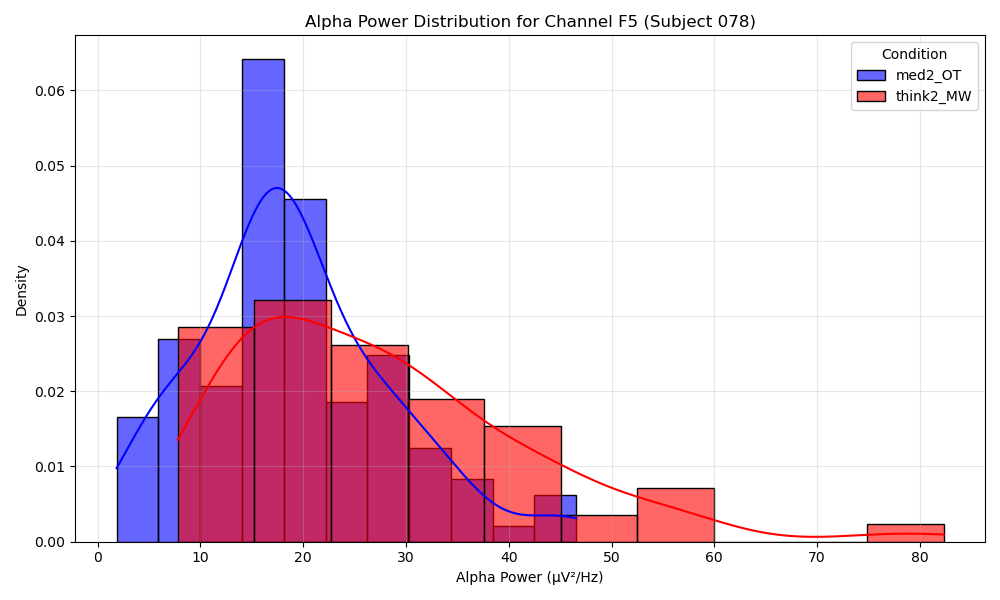 Alpha Power Distribution for Channel F5 (Subject 078)
Condition
med2_OT
think2_MW
Density
0.06
0.05
0.04
0.03
0.02
0.01
0.00
0 10 20 30 40 50 60 70 80
Alpha Power (µV²/Hz)